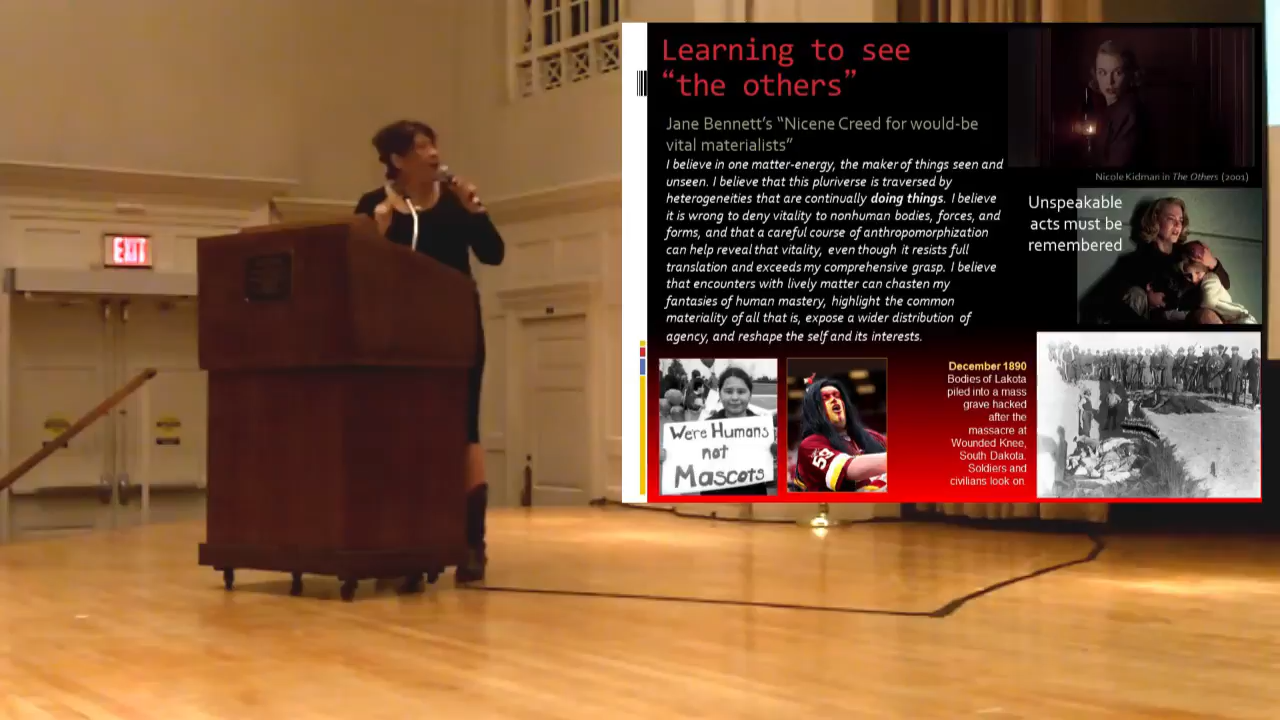 EXIT
Learning to see
“the others”
Jane Bennett’s “Nicene Creed for would-be
vital materialists”
I believe in one matter-energy, the maker of things seen and
unseen. I believe that this pluriverse is traversed by
heterogeneities that are continually doing things. I believe
it is wrong to deny vitality to nonhuman bodies, forces, and
forms, and that a careful course of anthropomorphization
can help reveal that vitality, even though it resists full
translation and exceeds my comprehensive grasp. I believe
that encounters with lively matter can chasten my
fantasies of human mastery, highlight the common
materiality of all that is, expose a wider distribution of
agency, and reshape the self and its interests.
Nicole Kidman in The Others (2001)
Unspeakable
acts must be
remembered
Were Humans
not
Mascots
59
December 1890
Bodies of Lakota
piled into a mass
grave hacked
after the
massacre at
Wounded Knee,
South Dakota.
Soldiers and
civilians look on.